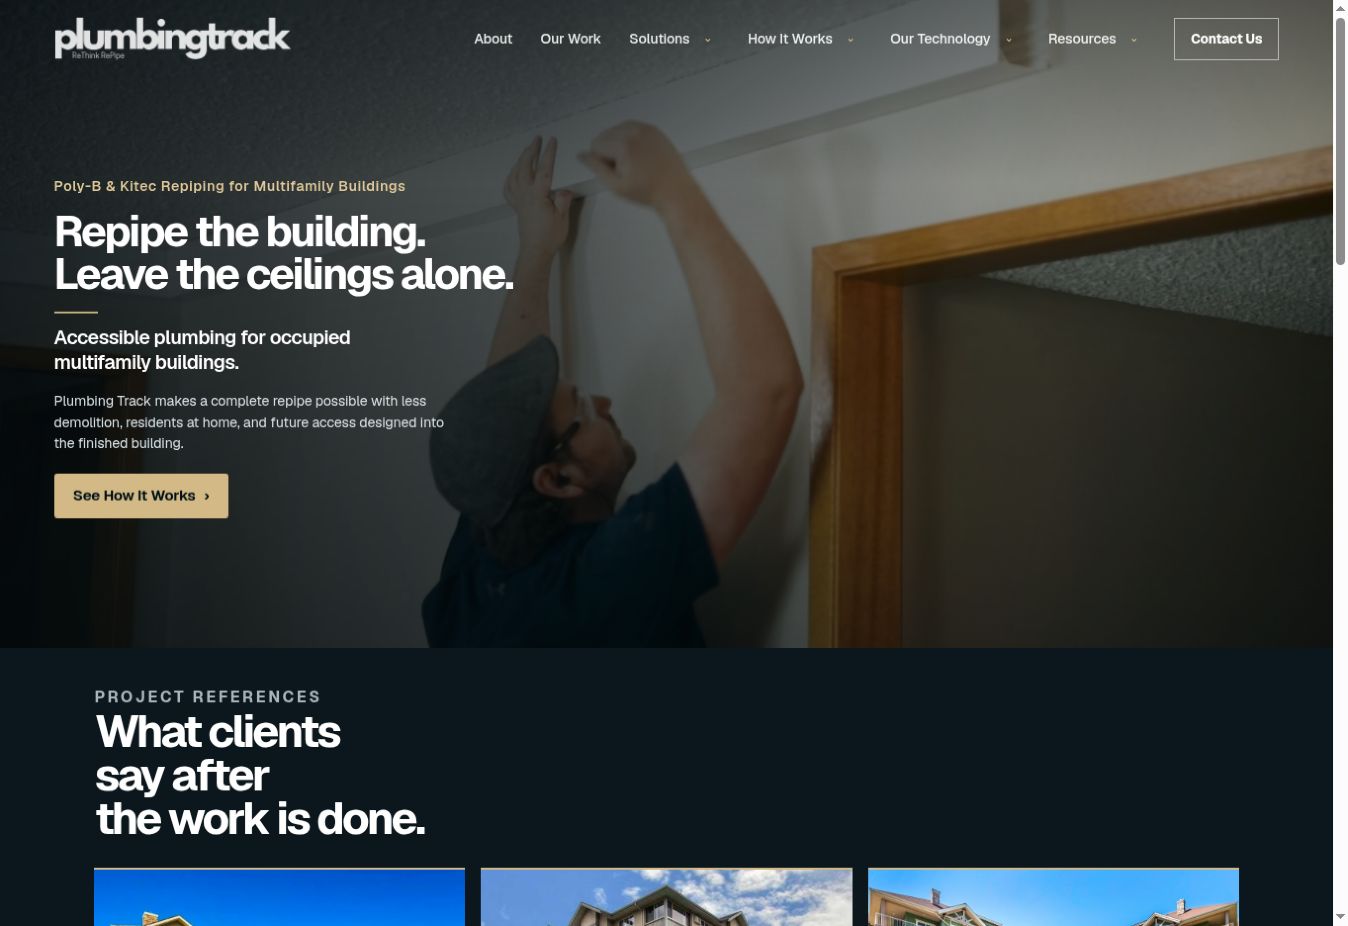 plumbingtrack
ReThink RePipe
About
Our Work
Solutions
How It Works
Our Technology
Resources
Contact Us
Poly-B & Kitec Repiping for Multifamily Buildings
Repipe the building.
Leave the ceilings alone.
Accessible plumbing for occupied
multifamily buildings.
Plumbing Track makes a complete repipe possible with less
demolition, residents at home, and future access designed into
the finished building.
See How It Works ›
PROJECT REFERENCES
What clients
say after
the work is done.